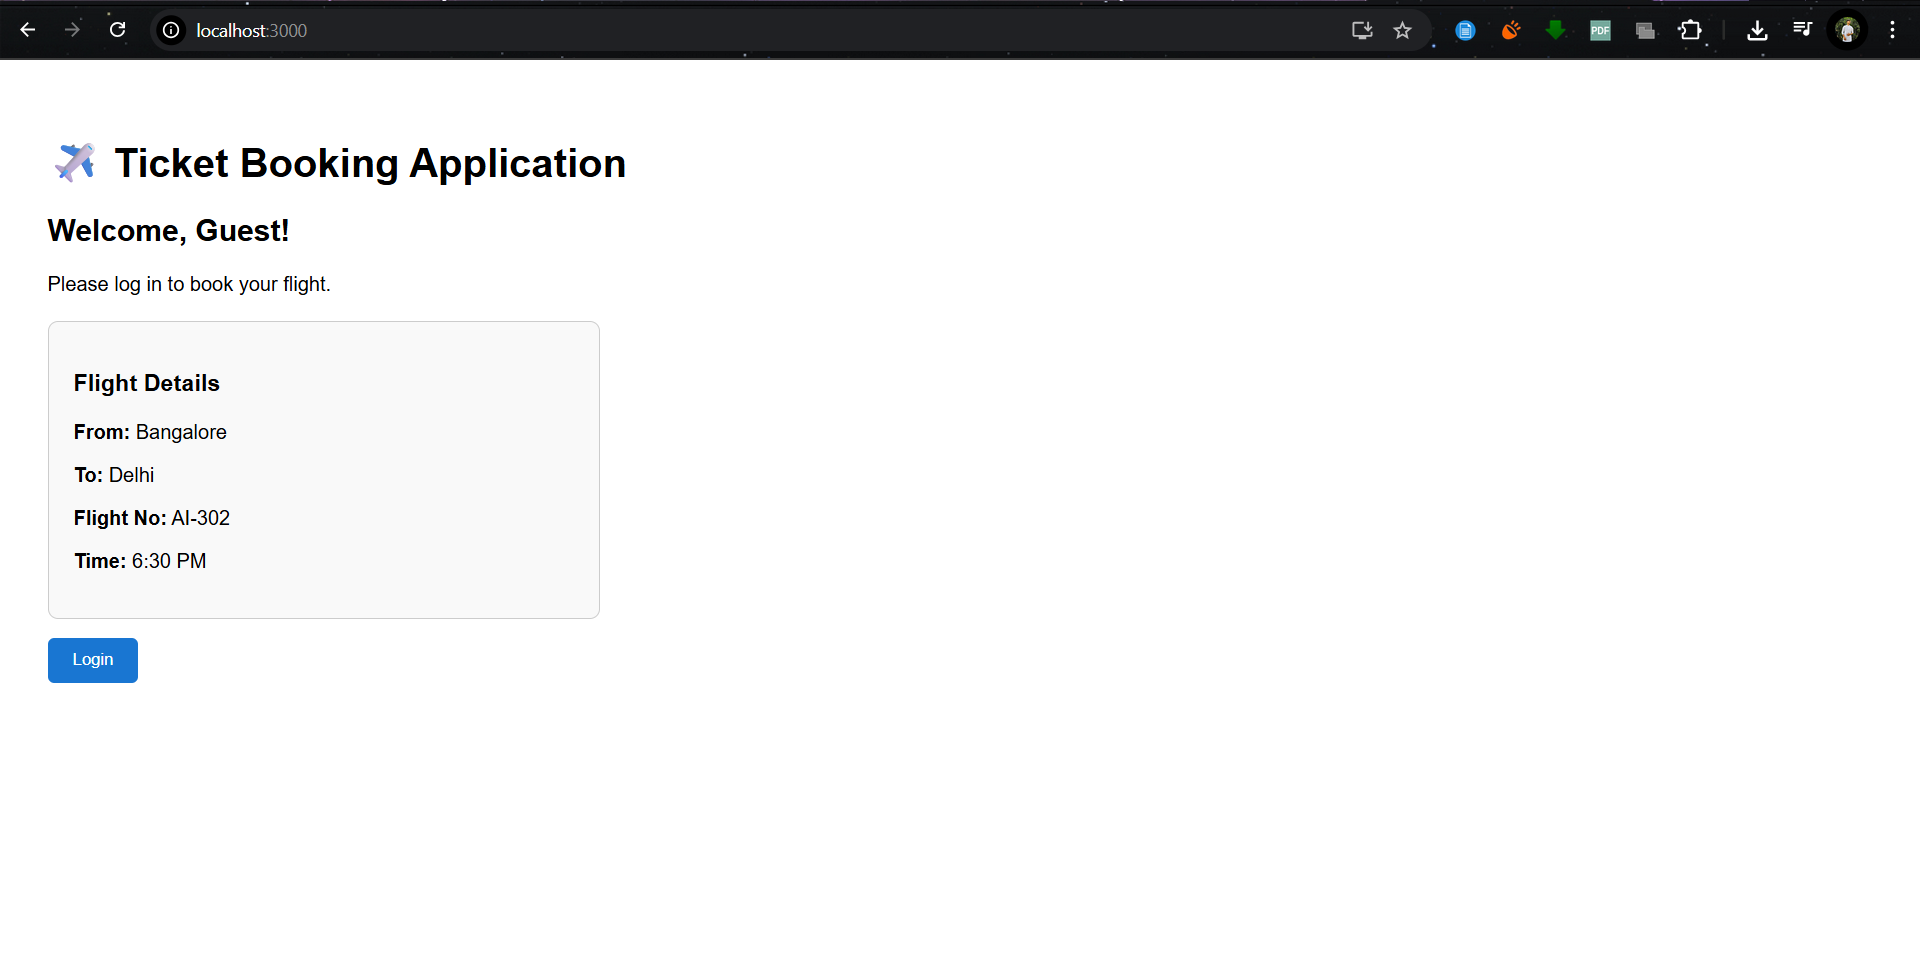 localhost:3000
PDF
Ticket Booking Application
Welcome, Guest!
Please log in to book your flight.
Flight Details
From: Bangalore
To: Delhi
Flight No: AI-302
Time: 6:30 PM
Login